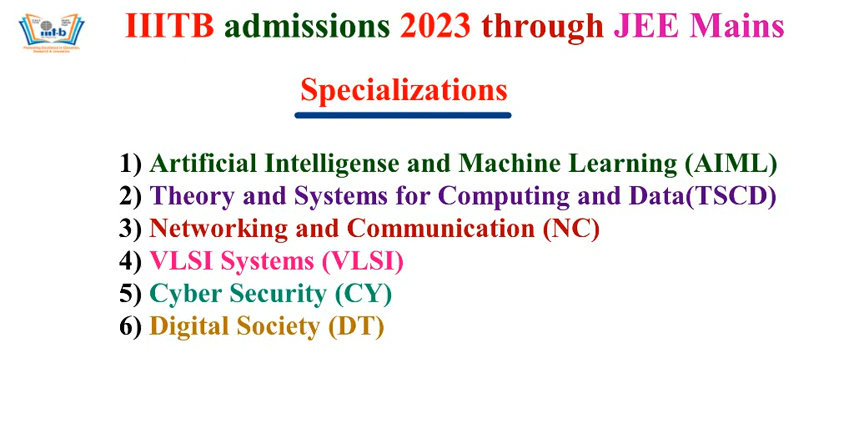 iiit-b
IIITB admissions 2023 through JEE Mains
Specializations
1) Artificial Intelligense and Machine Learning (AIML)
2) Theory and Systems for Computing and Data(TSCD)
3) Networking and Communication (NC)
4) VLSI Systems (VLSI)
5) Cyber Security (CY)
6) Digital Society (DT)